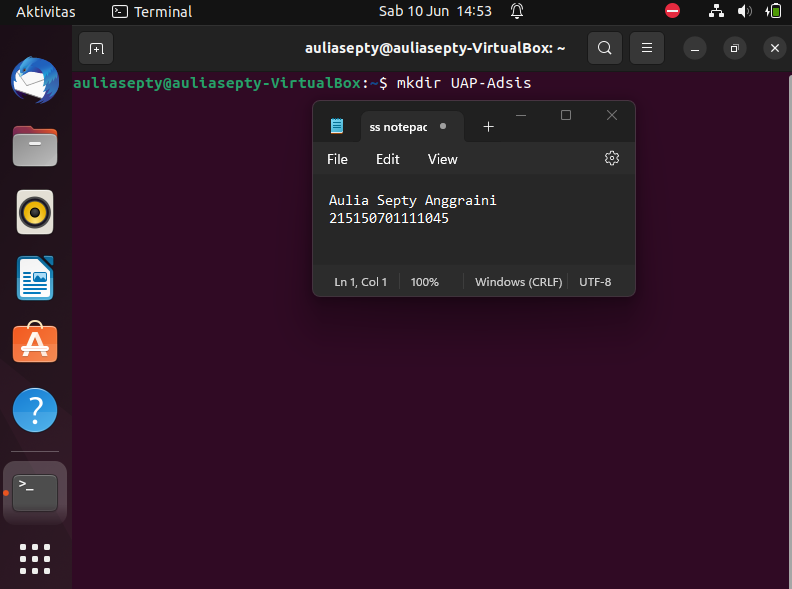 Aktivitas
Terminal
Sab 10 Jun 14:53
auliasepty@auliasepty-VirtualBox: ~
auliasepty@auliasepty-VirtualBox:~$ mkdir UAP-Adsis
ss notepac
File Edit View
Aulia Septy Anggraini
215150701111045
Ln 1, Col 1
100%
Windows (CRLF)
UTF-8